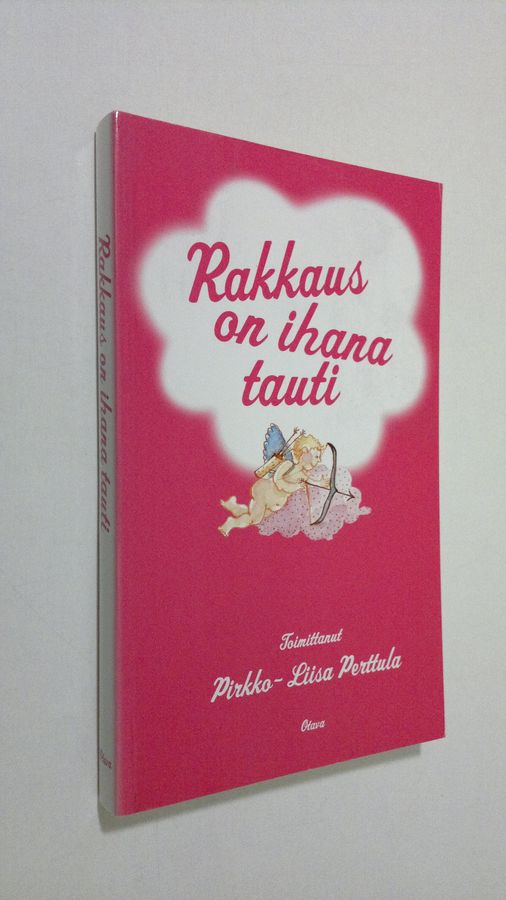 Rakkaus
on ihana
tauti
Toimittanut
Pirkko-Liisa Perttula
Otava
Rakkaus on ihana tauti
Otava